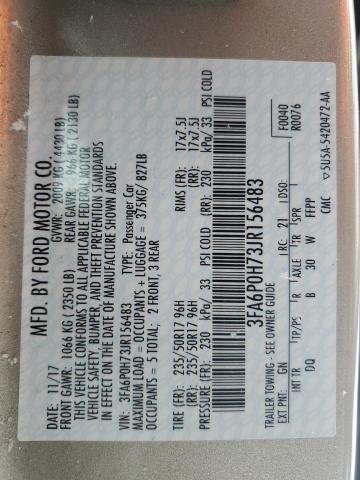 MFD. BY FORD MOTOR CO.
DATE: 11/17 GVWR: 2009 KG (4430 LB)
FRONT GAWR: 1066 KG (2350 LB) REAR GAWR: 966 KG (2130 LB)
THIS VEHICLE CONFORMS TO ALL APPLICABLE FEDERAL MOTOR
VEHICLE SAFETY, BUMPER, AND THEFT PREVENTION STANDARDS
IN EFFECT ON THE DATE OF MANUFACTURE SHOWN ABOVE.
VIN: 3FA6P0H73JR156483 TYPE: Passenger Car
MAXIMUM LOAD = OCCUPANTS + LUGGAGE = 375KG/ 827LB
OCCUPANTS = 5 TOTAL; 2 FRONT, 3 REAR
TIRE (FR): 235/50R17 96H RIMS (FR): 17x7.5J
(RR): 235/50R17 96H (RR): 17x7.5J
PRESSURE (FR): 230 kPa/ 33 PSI COLD (RR): 230 kPa/ 33 PSI COLD
3FA6P0H73JR156483
F0040
R0076
TRAILER TOWING - SEE OWNER GUIDE
EXT PNT: GN RC: 21 DSO:
INT TR TP/PS R AXLE TR SPR
DQ B 30 W FFPP
CMC ▽5U5A-5420472-AA